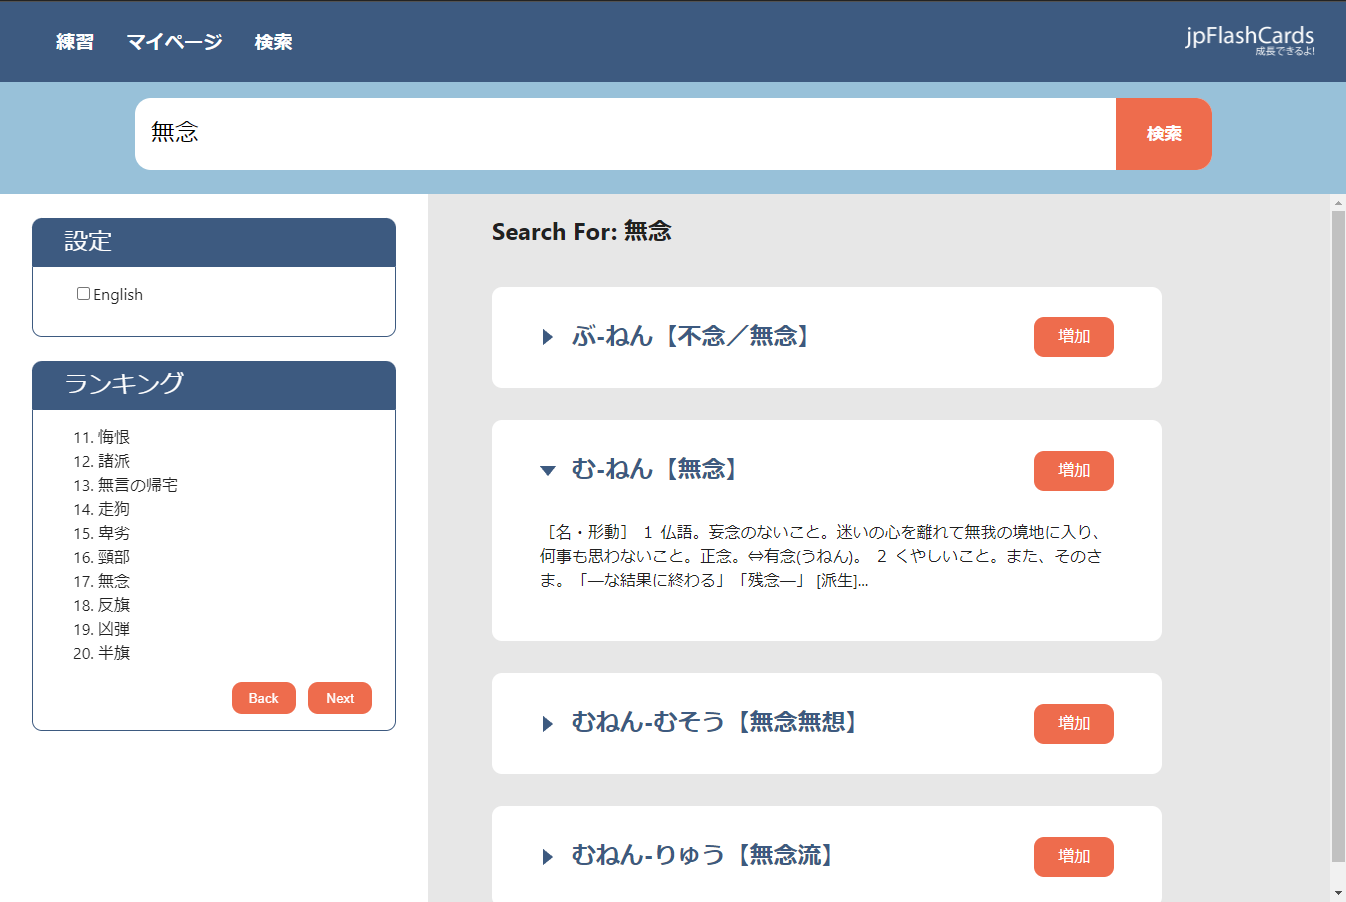 練習 マイページ 検索
jpFlashCards
成長できるよ!
無念
検索
設定
English
ランキング
11. 悔恨
12. 諸派
13. 無言の帰宅
14. 走狗
15. 卑劣
16. 頸部
17. 無念
18. 反旗
19. 凶弾
20. 半旗
Back Next
Search For: 無念
ぶ‐ねん【不念／無念】
増加
む‐ねん【無念】
増加
［名・形動］ 1 仏語。妄念のないこと。迷いの心を離れて無我の境地に入り、
何事も思わないこと。正念。⇔有念(うねん)。 2 くやしいこと。また、そのさ
ま。「―な結果に終わる」「残念―」 [派生]...
むねん‐むそう【無念無想】
増加
むねん‐りゅう【無念流】
増加